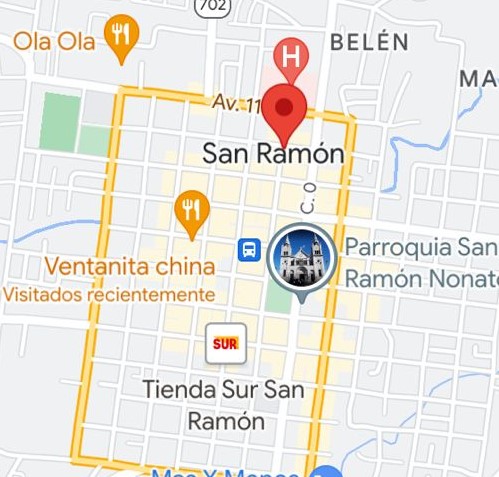 702
Ola Ola
H
BELÉN
MA
Av. 11
San Ramón
C. 0
Parroquia San
Ramón Nonato
Ventanita china
Visitados recientemente
SUR
Tienda Sur San
Ramón
Mas X Menos